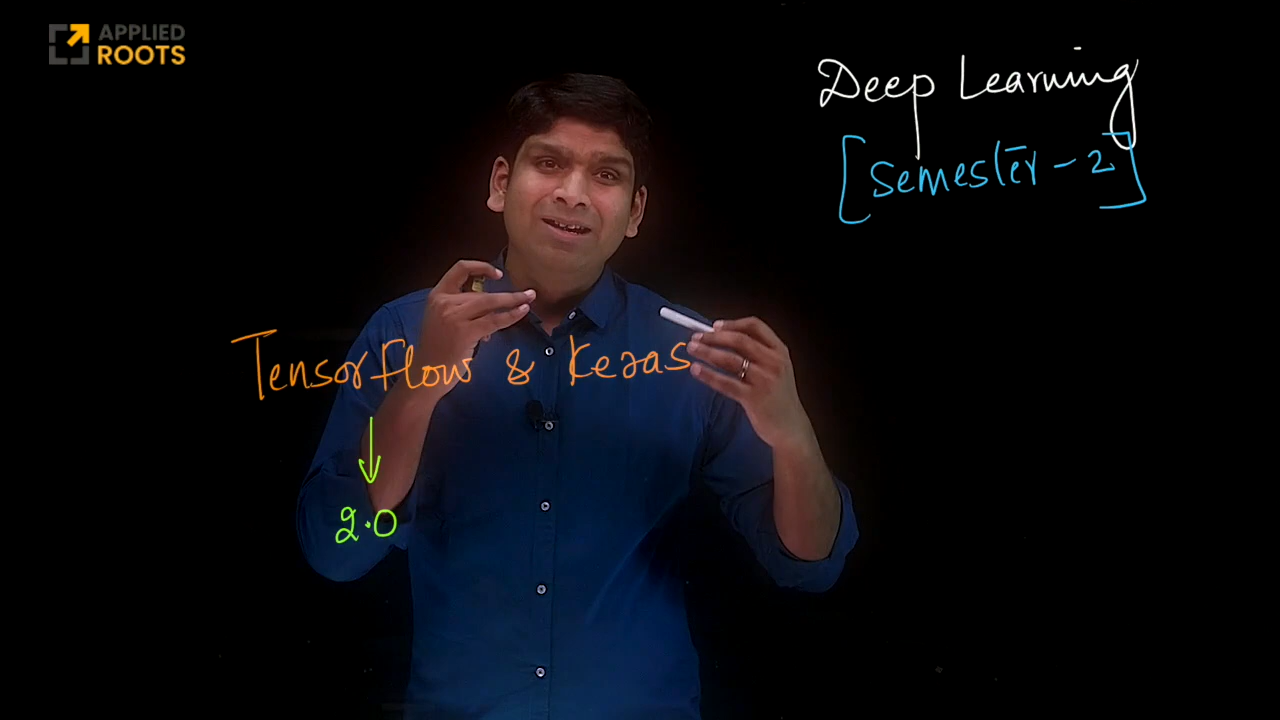 APPLIED
ROOTS
Deep Learning
[Semester - 2]
TensorFlow & Keras
2.0